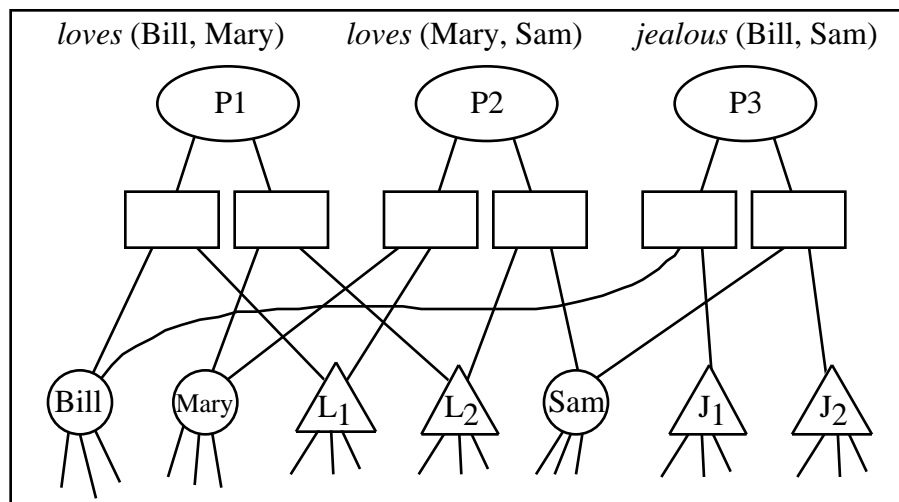 loves (Bill, Mary) loves (Mary, Sam) jealous (Bill, Sam)
P1 P2 P3
Bill Mary L1 L2 Sam J1 J2